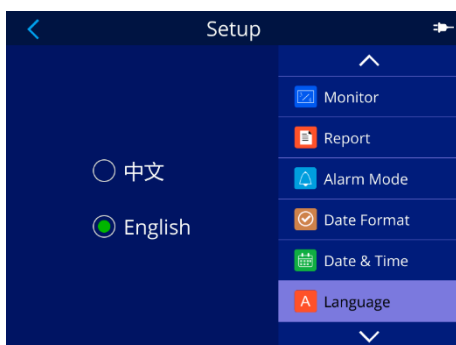 Setup
中文
English
Monitor
Report
Alarm Mode
Date Format
Date & Time
A Language